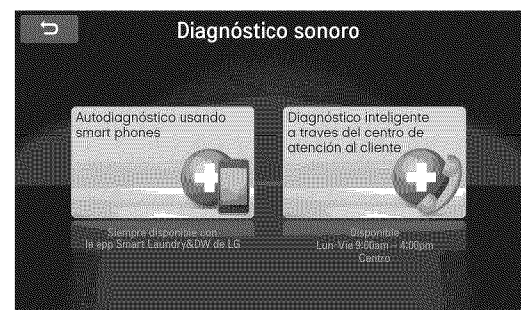 Diagnóstico sonoro
Autodiagnóstico usando
smart phones
Diagnóstico inteligente
a traves del centro de
atención al cliente
Siempre disponible con
la app Smart Laundry&DW de LG
Disponible
Lun-Vie 9:00am – 4:00pm
Centro